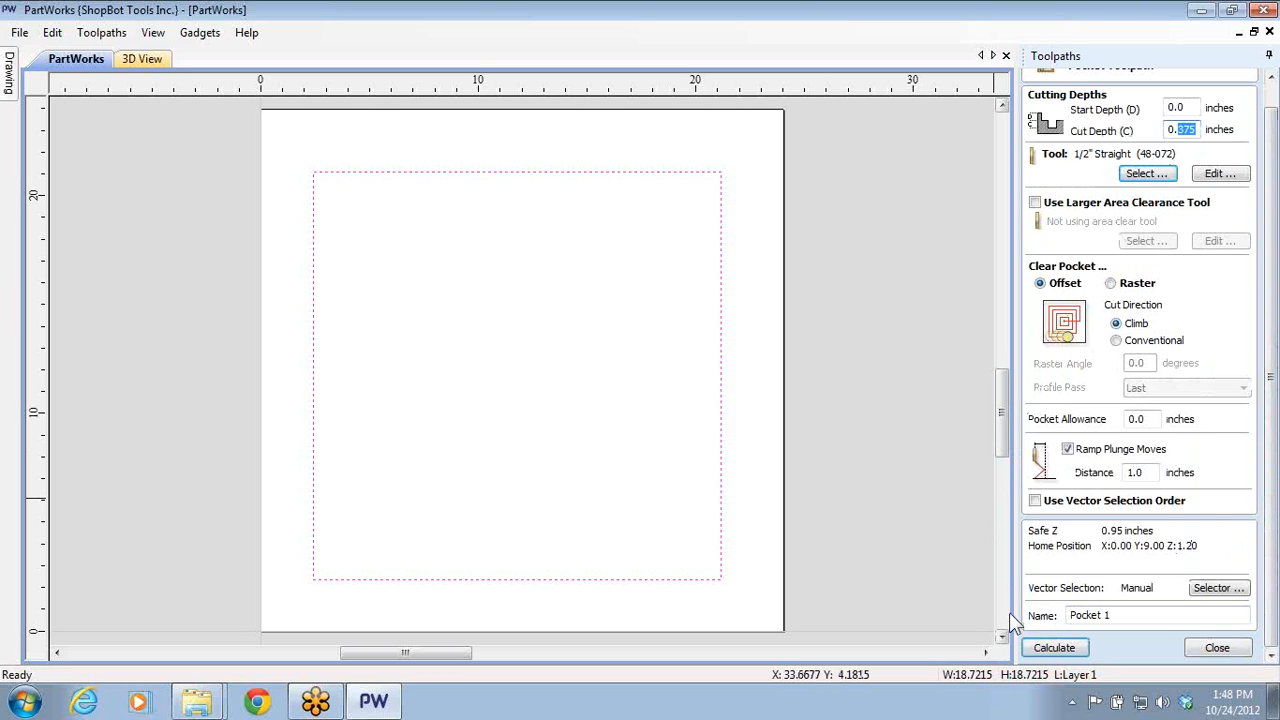 PartWorks {ShopBot Tools Inc.} - [PartWorks]
File Edit Toolpaths View Gadgets Help
Drawing
PartWorks 3D View
Toolpaths
0 10 20 30
20
10
0
Cutting Depths
Start Depth (D) 0.0 inches
Cut Depth (C) 0.375 inches
Tool: 1/2" Straight (48-072)
Select ... Edit ...
Use Larger Area Clearance Tool
Not using area clear tool
Select ... Edit ...
Clear Pocket ...
Offset Raster
Cut Direction
Climb
Conventional
Raster Angle 0.0 degrees
Profile Pass Last
Pocket Allowance 0.0 inches
Ramp Plunge Moves
Distance 1.0 inches
Use Vector Selection Order
Safe Z 0.95 inches
Home Position X:0.00 Y:9.00 Z:1.20
Vector Selection: Manual Selector ...
Name: Pocket 1
Calculate Close
Ready X: 33.6677 Y: 4.1815 W:18.7215 H:18.7215 L:Layer 1
PW
1:48 PM
10/24/2012